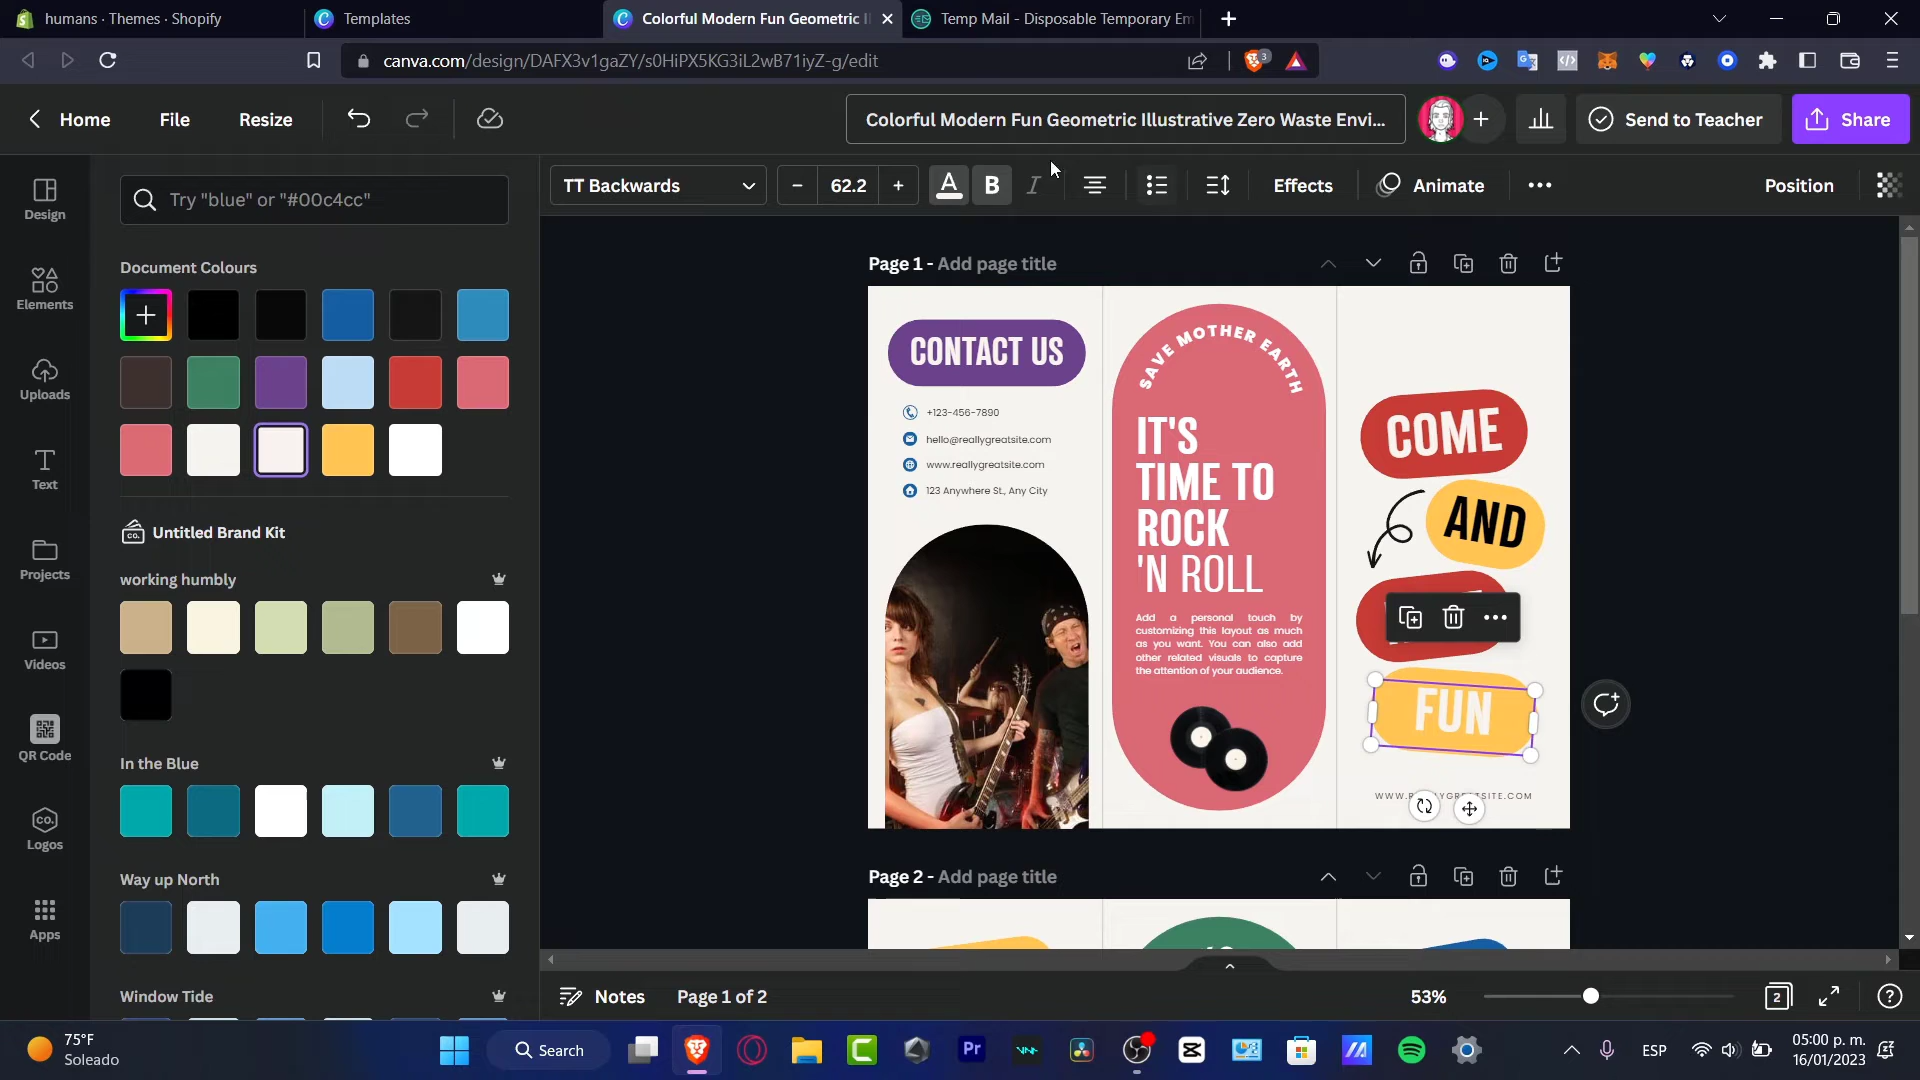 humans · Themes · Shopify
Templates
Colorful Modern Fun Geometric Il
Temp Mail - Disposable Temporary Em
canva.com/design/DAFX3v1gaZY/s0HiPX5KG3iL2wB71iyZ-g/edit
3
Home
File
Resize
Colorful Modern Fun Geometric Illustrative Zero Waste Envi...
Send to Teacher
Share
Design
Elements
Uploads
Text
Projects
Videos
QR Code
Logos
Apps
Try "blue" or "#00c4cc"
Document Colours
Untitled Brand Kit
working humbly
In the Blue
Way up North
Window Tide
TT Backwards
– 62.2 +
A
B
I
Effects
Animate
Position
Page 1 - Add page title
CONTACT US
+123-456-7890
hello@reallygreatsite.com
www.reallygreatsite.com
123 Anywhere St., Any City
SAVE MOTHER EARTH
IT'S
TIME TO
ROCK
'N ROLL
Add a personal touch by
customizing this layout as much
as you want. You can also add
other related visuals to capture
the attention of your audience.
COME
AND
FUN
Page 2 - Add page title
Notes
Page 1 of 2
53%
2
75°F
Soleado
Search
Pr
ESP
05:00 p. m.
16/01/2023